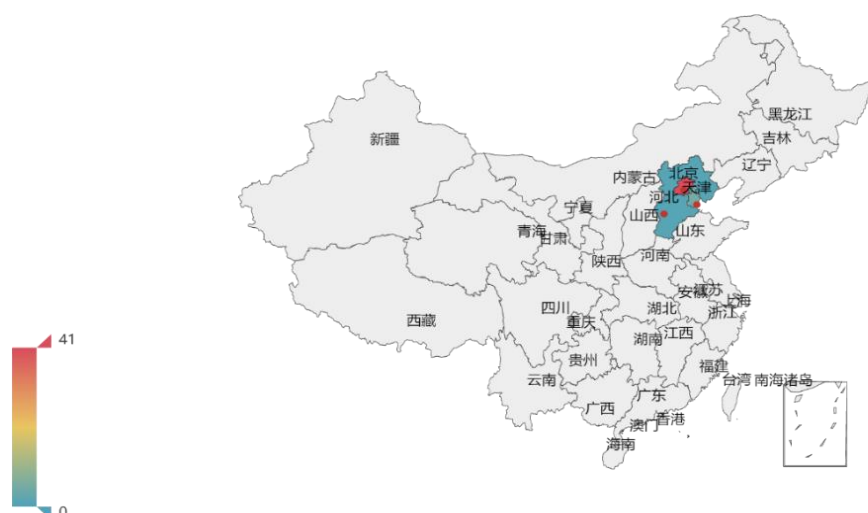 黑龙江
吉林
新疆
辽宁
北京
内蒙古
天津
河北
宁夏
山西
山东
青海
甘肃
河南
陕西
江苏
安徽
上海
四川
湖北
浙江
西藏
重庆
湖南
江西
41
贵州
福建
云南
台湾
南海诸岛
广东
广西
香港
澳门
海南
0